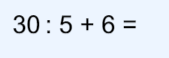 30 : 5 + 6 =